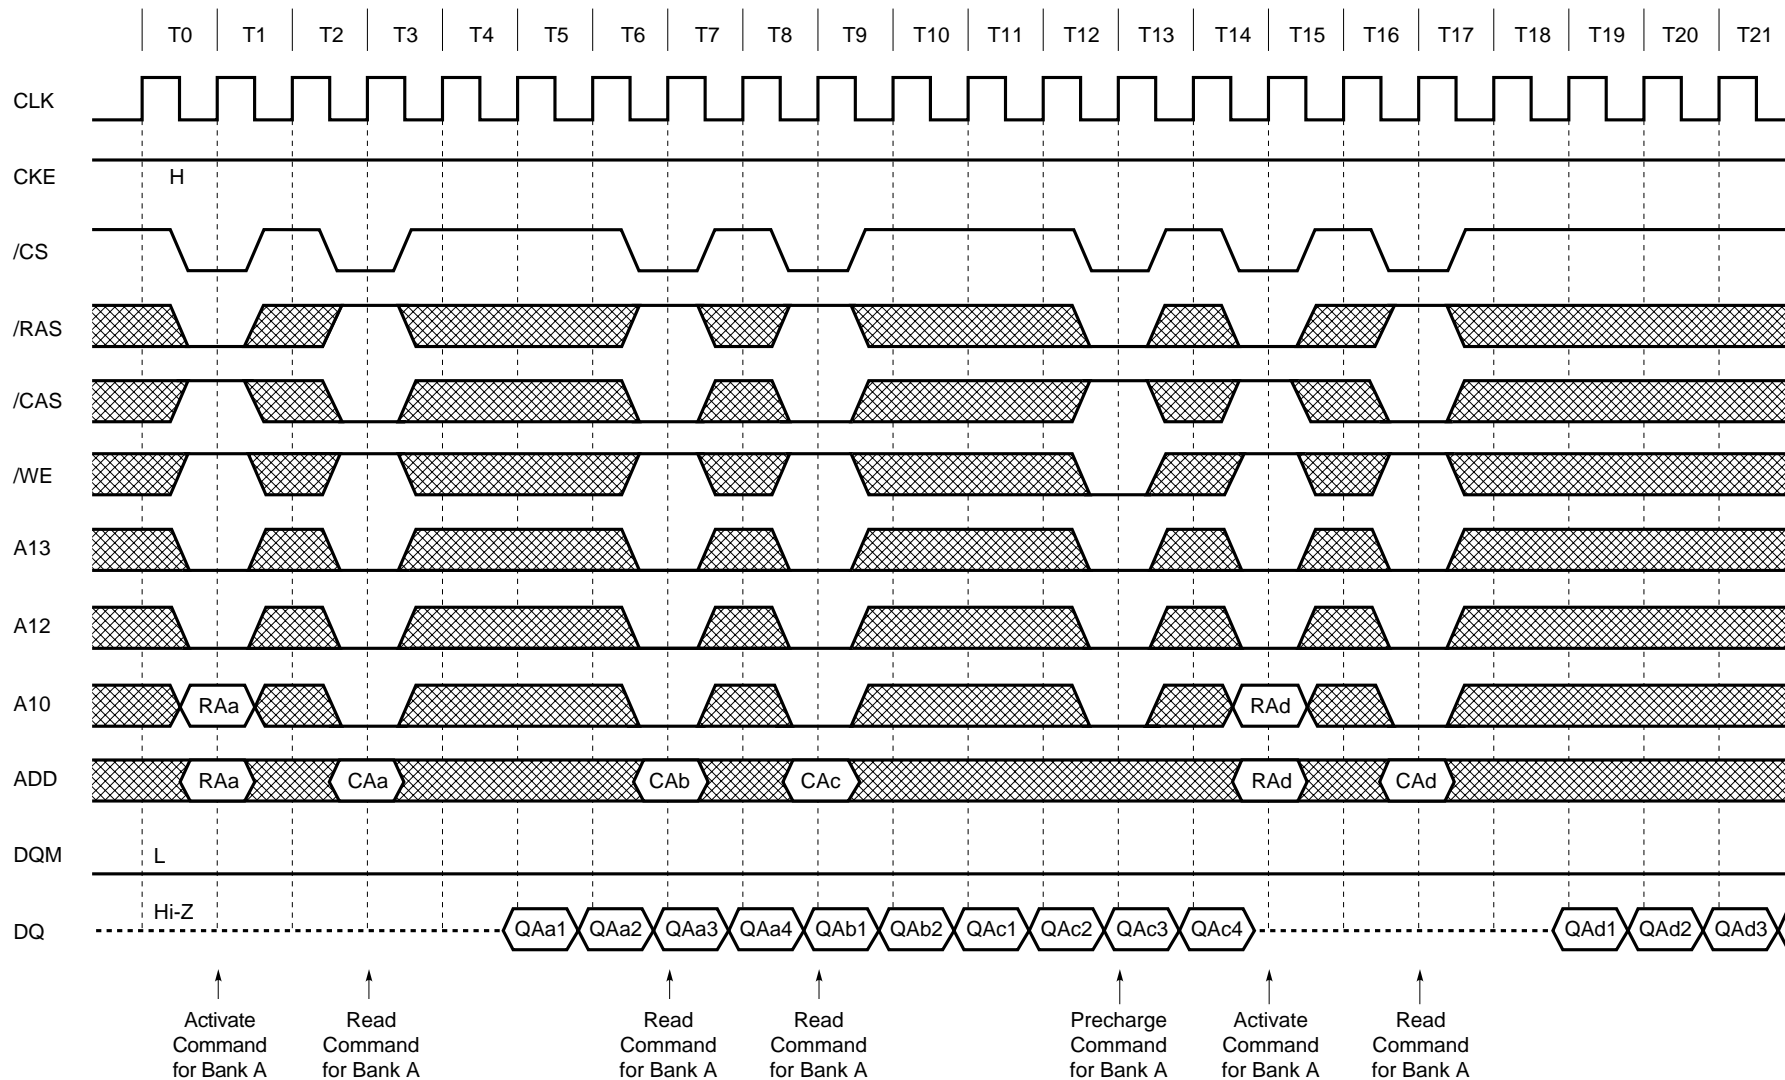 T0 T1 T2 T3 T4 T5 T6 T7 T8 T9 T10 T11 T12 T13 T14 T15 T16 T17 T18 T19 T20 T21
CLK
CKE H
/CS
/RAS
/CAS
/WE
A13
A12
A10 RAa RAd
ADD RAa CAa CAb CAc RAd CAd
DQM L
Hi-Z
DQ QAa1 QAa2 QAa3 QAa4 QAb1 QAb2 QAc1 QAc2 QAc3 QAc4 QAd1 QAd2 QAd3
Activate
Command
for Bank A
Read
Command
for Bank A
Read
Command
for Bank A
Read
Command
for Bank A
Precharge
Command
for Bank A
Activate
Command
for Bank A
Read
Command
for Bank A